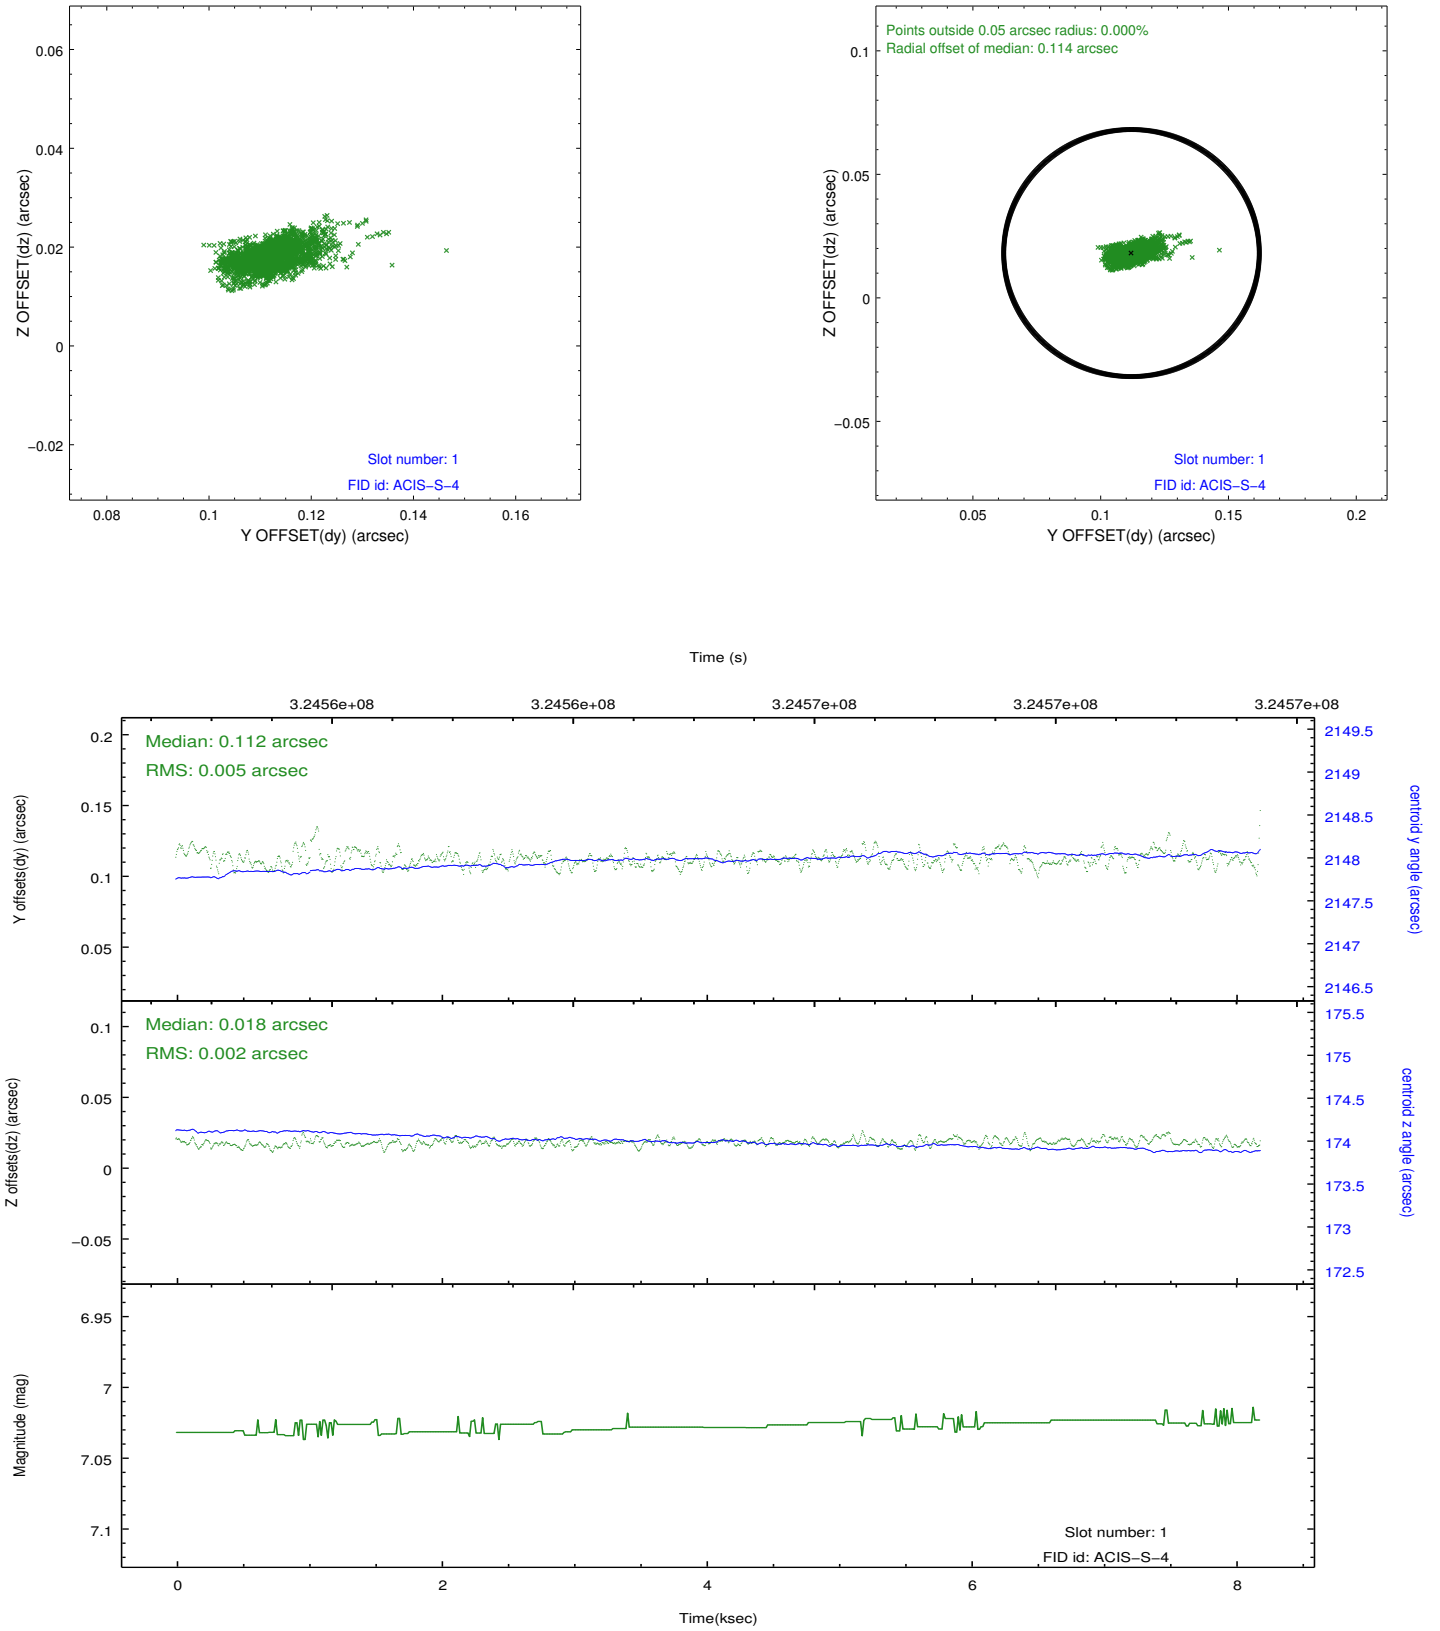 0.06
0.04
0.02
0
−0.02
Z OFFSET(dz) (arcsec)
Slot number: 1
FID id: ACIS−S−4
0.08
0.1
0.12
0.14
0.16
Y OFFSET(dy) (arcsec)
Points outside 0.05 arcsec radius: 0.000%
Radial offset of median: 0.114 arcsec
0.1
0.05
0
−0.05
Z OFFSET(dz) (arcsec)
Slot number: 1
FID id: ACIS−S−4
0.05
0.1
0.15
0.2
Y OFFSET(dy) (arcsec)
Time (s)
3.2456e+08
3.2456e+08
3.2457e+08
3.2457e+08
3.2457e+08
Median: 0.112 arcsec
RMS: 0.005 arcsec
0.2
0.15
0.1
0.05
Y offsets(dy) (arcsec)
2149.5
2149
2148.5
2148
2147.5
2147
2146.5
centroid y angle (arcsec)
Median: 0.018 arcsec
RMS: 0.002 arcsec
0.1
0.05
0
−0.05
Z offsets(dz) (arcsec)
175.5
175
174.5
174
173.5
173
172.5
centroid z angle (arcsec)
6.95
7
7.05
7.1
Magnitude (mag)
Slot number: 1
FID id: ACIS−S−4
0
2
4
6
8
Time(ksec)